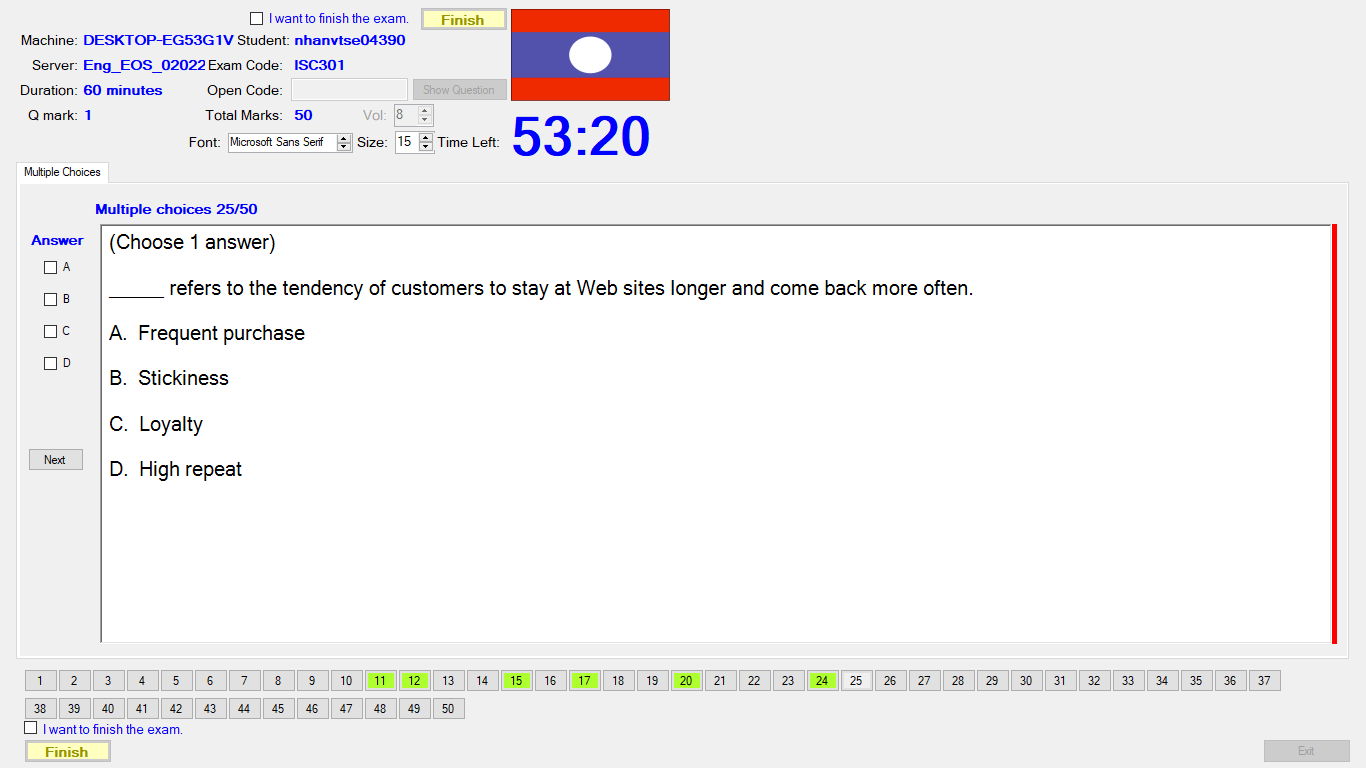 I want to finish the exam. Finish
Machine: DESKTOP-EG53G1V Student: nhanvtse04390
Server: Eng_EOS_02022 Exam Code: ISC301
Duration: 60 minutes Open Code: Show Question
Q mark: 1 Total Marks: 50 Vol: 8
Font: Microsoft Sans Serif Size: 15 Time Left: 53:20
Multiple Choices
Multiple choices 25/50
Answer
A
B
C
D
Next
(Choose 1 answer)
_____ refers to the tendency of customers to stay at Web sites longer and come back more often.
A. Frequent purchase
B. Stickiness
C. Loyalty
D. High repeat
1 2 3 4 5 6 7 8 9 10 11 12 13 14 15 16 17 18 19 20 21 22 23 24 25 26 27 28 29 30 31 32 33 34 35 36 37
38 39 40 41 42 43 44 45 46 47 48 49 50
I want to finish the exam.
Finish
Exit